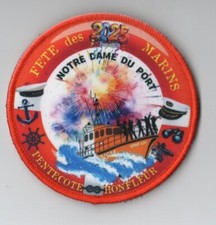 2025
FETE des MARINS
NOTRE DAME DU PORT
PENTECOTE HONFLEUR